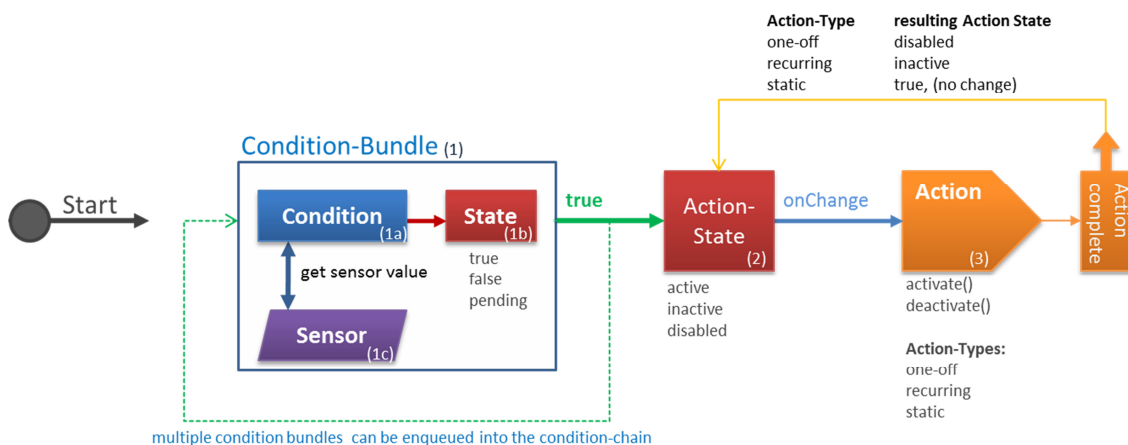 Action-Type resulting Action State
one-off disabled
recurring inactive
static true, (no change)
Condition-Bundle (1)
Start
Condition
(1a)
State
(1b)
true
false
pending
get sensor value
Sensor
(1c)
true
Action-
State
(2)
active
inactive
disabled
onChange
Action
(3)
activate()
deactivate()
Action-Types:
one-off
recurring
static
Action
complete
multiple condition bundles can be enqueued into the condition-chain